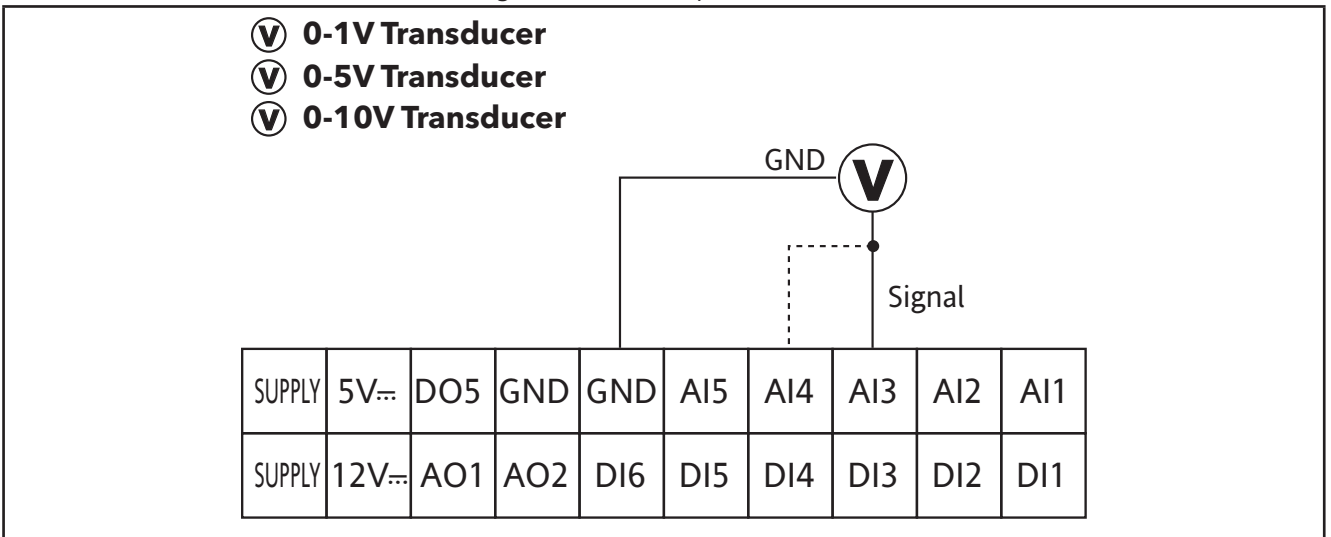 V 0-1V Transducer
V 0-5V Transducer
V 0-10V Transducer
GND V
Signal
SUPPLY 5V⎓ DO5 GND GND AI5 AI4 AI3 AI2 AI1
SUPPLY 12V⎓ AO1 AO2 DI6 DI5 DI4 DI3 DI2 DI1